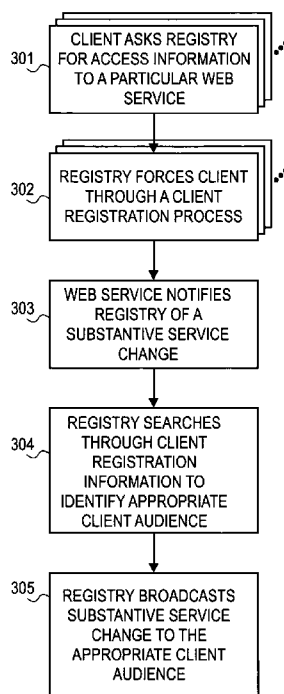 301
CLIENT ASKS REGISTRY
FOR ACCESS INFORMATION
TO A PARTICULAR WEB
SERVICE
302
REGISTRY FORCES CLIENT
THROUGH A CLIENT
REGISTRATION PROCESS
303
WEB SERVICE NOTIFIES
REGISTRY OF A
SUBSTANTIVE SERVICE
CHANGE
304
REGISTRY SEARCHES
THROUGH CLIENT
REGISTRATION
INFORMATION TO
IDENTIFY APPROPRIATE
CLIENT AUDIENCE
305
REGISTRY BROADCASTS
SUBSTANTIVE SERVICE
CHANGE TO THE
APPROPRIATE CLIENT
AUDIENCE